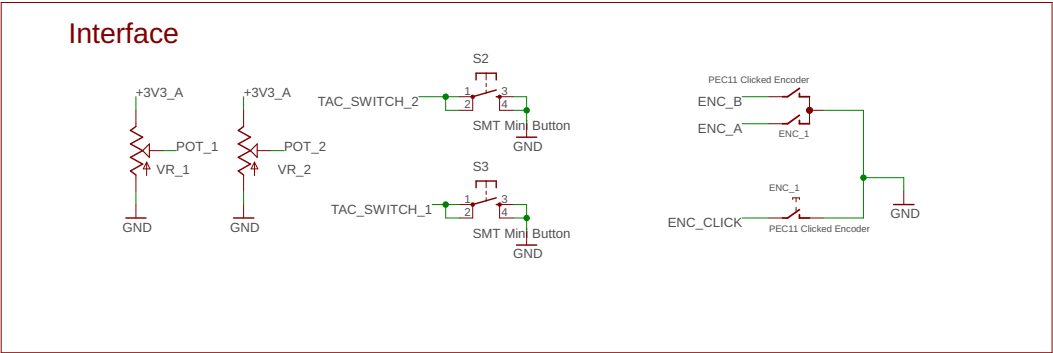 Interface
+3V3_A
POT_1
VR_1
GND
+3V3_A
POT_2
VR_2
GND
S2
TAC_SWITCH_2
1
2
3
4
SMT Mini Button
GND
S3
TAC_SWITCH_1
1
2
3
4
SMT Mini Button
GND
PEC11 Clicked Encoder
ENC_B
ENC_A
ENC_1
ENC_1
ENC_CLICK
PEC11 Clicked Encoder
GND